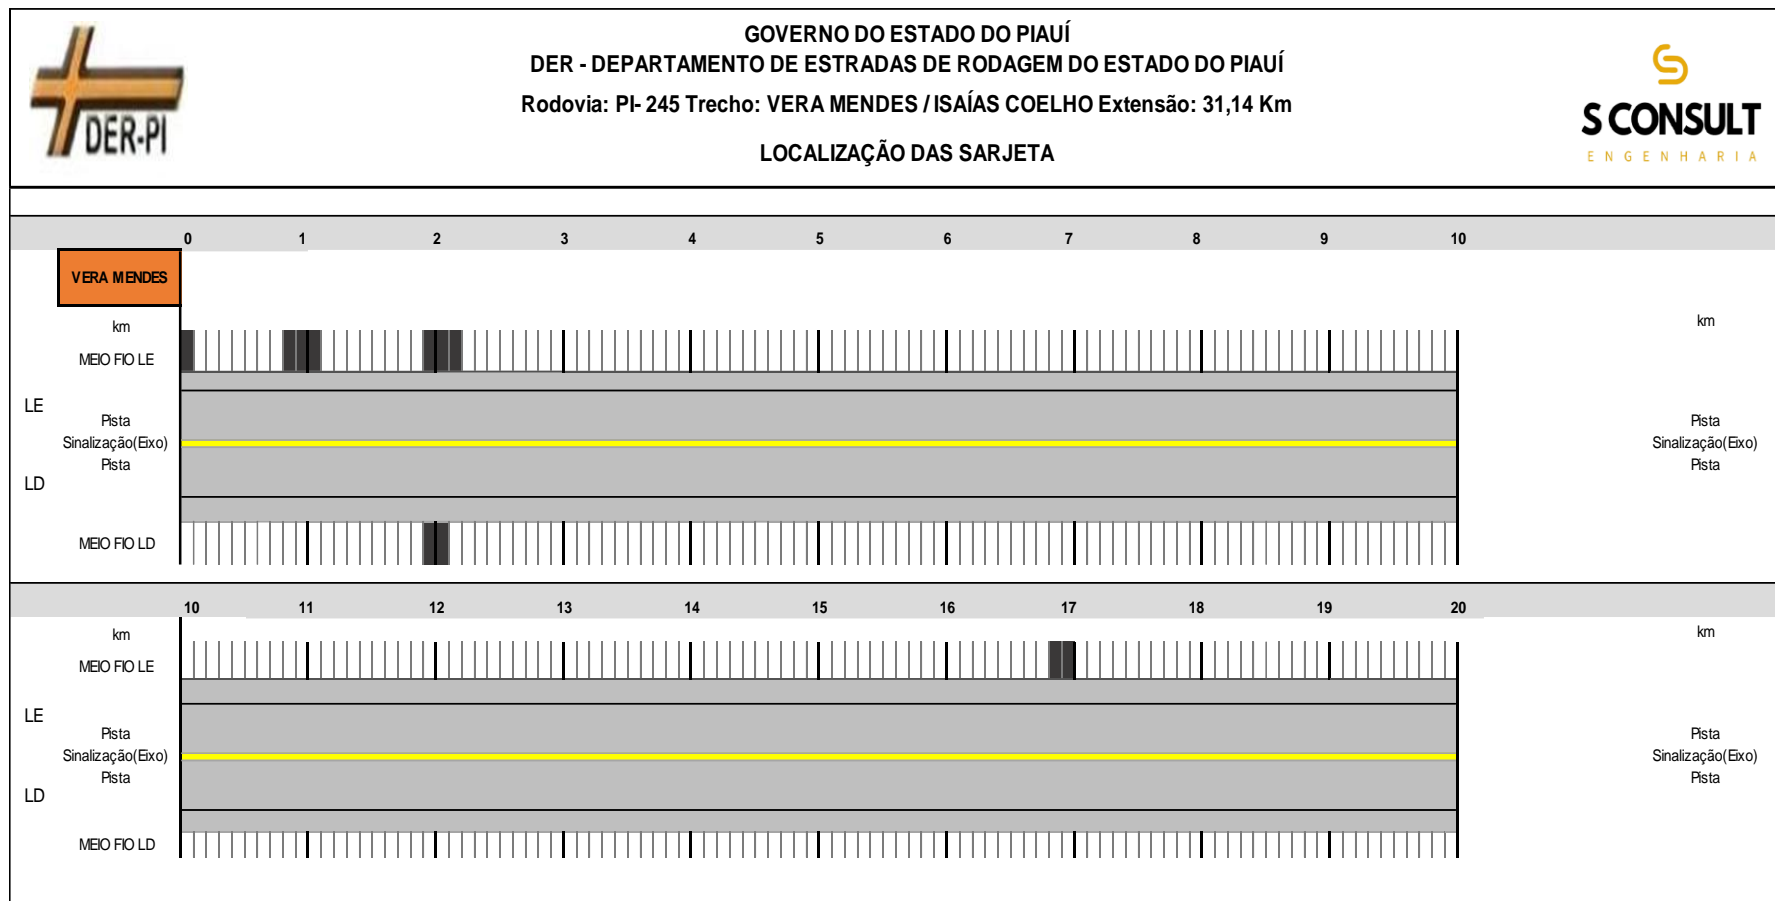 GOVERNO DO ESTADO DO PIAUÍ
DER - DEPARTAMENTO DE ESTRADAS DE RODAGEM DO ESTADO DO PIAUÍ
Rodovia: PI- 245 Trecho: VERA MENDES / ISAÍAS COELHO Extensão: 31,14 Km
LOCALIZAÇÃO DAS SARJETA
DER-PI
S CONSULT
ENGENHARIA
0 1 2 3 4 5 6 7 8 9 10
VERA MENDES
km km
MEIO FIO LE
LE
Pista Pista
Sinalização(Eixo) Sinalização(Eixo)
Pista Pista
LD
MEIO FIO LD
10 11 12 13 14 15 16 17 18 19 20
km km
MEIO FIO LE
LE
Pista Pista
Sinalização(Eixo) Sinalização(Eixo)
Pista Pista
LD
MEIO FIO LD